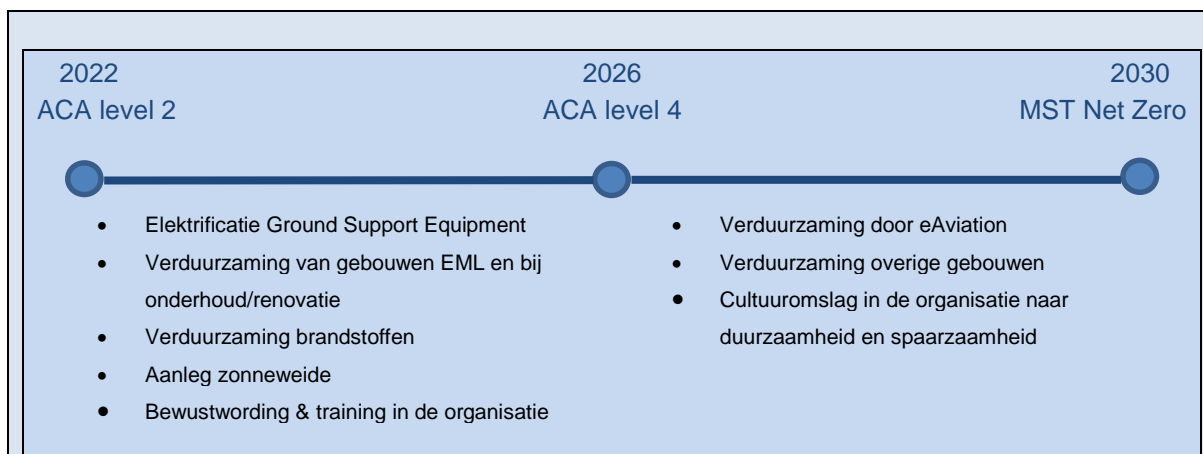 2022
ACA level 2
2026
ACA level 4
2030
MST Net Zero
• Elektrificatie Ground Support Equipment
• Verduurzaming van gebouwen EML en bij
onderhoud/renovatie
• Verduurzaming brandstoffen
• Aanleg zonneweide
• Bewustwording & training in de organisatie
• Verduurzaming door eAviation
• Verduurzaming overige gebouwen
• Cultuuromslag in de organisatie naar
duurzaamheid en spaarzaamheid